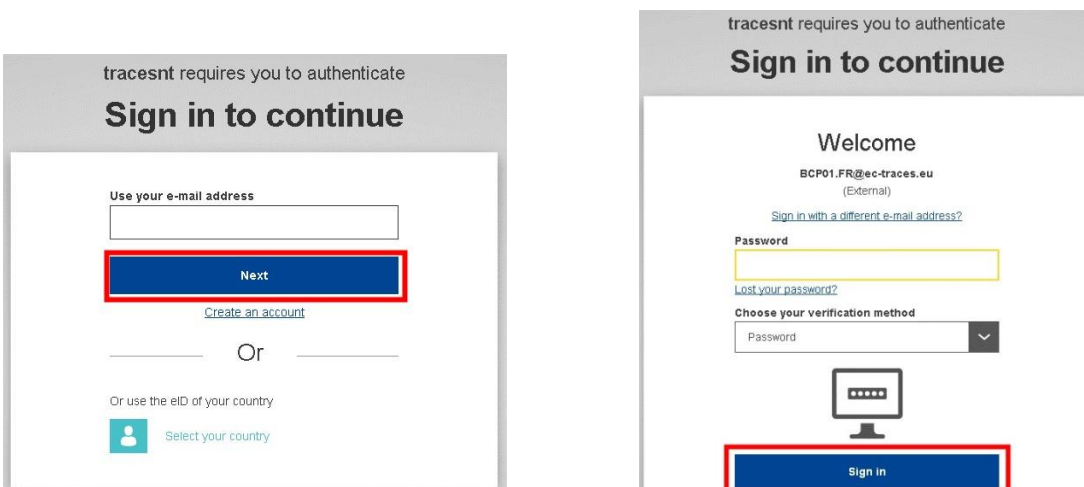 tracesnt requires you to authenticate
Sign in to continue
Use your e-mail address
Next
Create an account
Or
Or use the eID of your country
Select your country
tracesnt requires you to authenticate
Sign in to continue
Welcome
BCP01.FR@ec-traces.eu
(External)
Sign in with a different e-mail address?
Password
Lost your password?
Choose your verification method
Password
Sign in